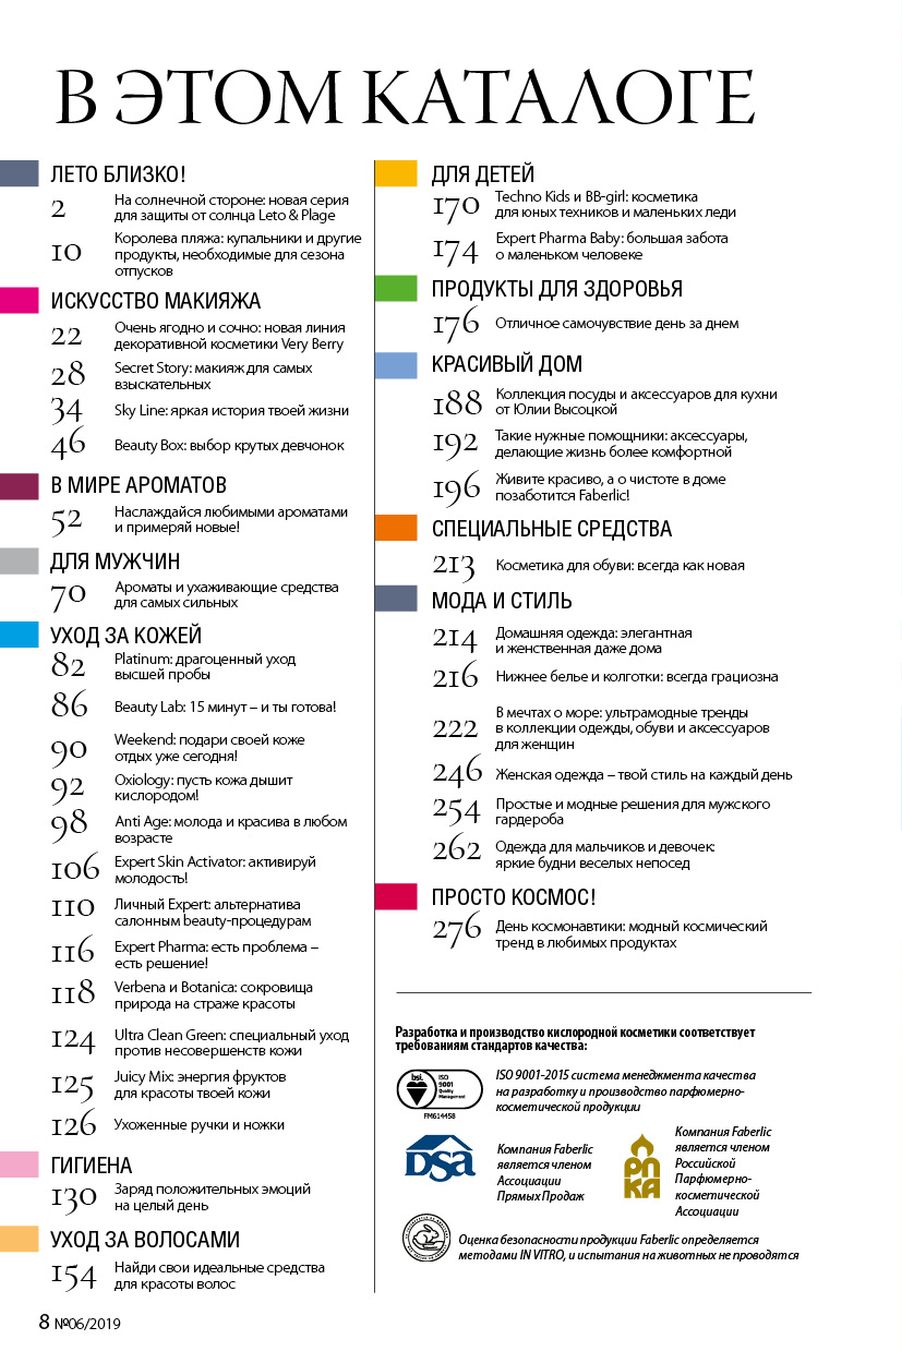 В ЭТОМ КАТАЛОГЕ
ЛЕТО БЛИЗКО!
2
На солнечной стороне: новая серия
для защиты от солнца Leto & Plage
10
Королева пляжа: купальники и другие
продукты, необходимые для сезона
отпусков
ИСКУССТВО МАКИЯЖА
22
Очень ягодно и сочно: новая линия
декоративной косметики Very Berry
28
Secret Story: макияж для самых
взыскательных
34
Sky Line: яркая история твоей жизни
46
Beauty Box: выбор крутых девчонок
В МИРЕ АРОМАТОВ
52
Наслаждайся любимыми ароматами
и примеряй новые!
ДЛЯ МУЖЧИН
70
Ароматы и ухаживающие средства
для самых сильных
УХОД ЗА КОЖЕЙ
82
Platinum: драгоценный уход
высшей пробы
86
Beauty Lab: 15 минут – и ты готова!
90
Weekend: подари своей коже
отдых уже сегодня!
92
Oxiology: пусть кожа дышит
кислородом!
98
Anti Age: молода и красива в любом
возрасте
106
Expert Skin Activator: активируй
молодость!
110
Личный Expert: альтернатива
салонным beauty-процедурам
116
Expert Pharma: есть проблема –
есть решение!
118
Verbena и Botanica: сокровища
природа на страже красоты
124
Ultra Clean Green: специальный уход
против несовершенств кожи
125
Juicy Mix: энергия фруктов
для красоты твоей кожи
126
Ухоженные ручки и ножки
ГИГИЕНА
130
Заряд положительных эмоций
на целый день
УХОД ЗА ВОЛОСАМИ
154
Найди свои идеальные средства
для красоты волос
8 №06/2019
ДЛЯ ДЕТЕЙ
170
Techno Kids и BB-girl: косметика
для юных техников и маленьких леди
174
Expert Pharma Baby: большая забота
о маленьком человеке
ПРОДУКТЫ ДЛЯ ЗДОРОВЬЯ
176
Отличное самочувствие день за днем
КРАСИВЫЙ ДОМ
188
Коллекция посуды и аксессуаров для кухни
от Юлии Высоцкой
192
Такие нужные помощники: аксессуары,
делающие жизнь более комфортной
196
Живите красиво, а о чистоте в доме
позаботится Faberlic!
СПЕЦИАЛЬНЫЕ СРЕДСТВА
213
Косметика для обуви: всегда как новая
МОДА И СТИЛЬ
214
Домашняя одежда: элегантная
и женственная даже дома
216
Нижнее белье и колготки: всегда грациозна
222
В мечтах о море: ультрамодные тренды
в коллекции одежды, обуви и аксессуаров
для женщин
246
Женская одежда – твой стиль на каждый день
254
Простые и модные решения для мужского
гардероба
262
Одежда для мальчиков и девочек:
яркие будни веселых непосед
ПРОСТО КОСМОС!
276
День космонавтики: модный космический
тренд в любимых продуктах
Разработка и производство кислородной косметики соответствует
требованиям стандартов качества:
bsi.
ISO
9001
Quality
Management
FM614458
ISO 9001-2015 система менеджмента качества
на разработку и производство парфюмерно-
косметической продукции
DSa
Компания Faberlic
является членом
Ассоциации
Прямых Продаж
РПКА
Компания Faberlic
является членом
Российской
Парфюмерно-
косметической
Ассоциации
Оценка безопасности продукции Faberlic определяется
методами IN VITRO, и испытания на животных не проводятся